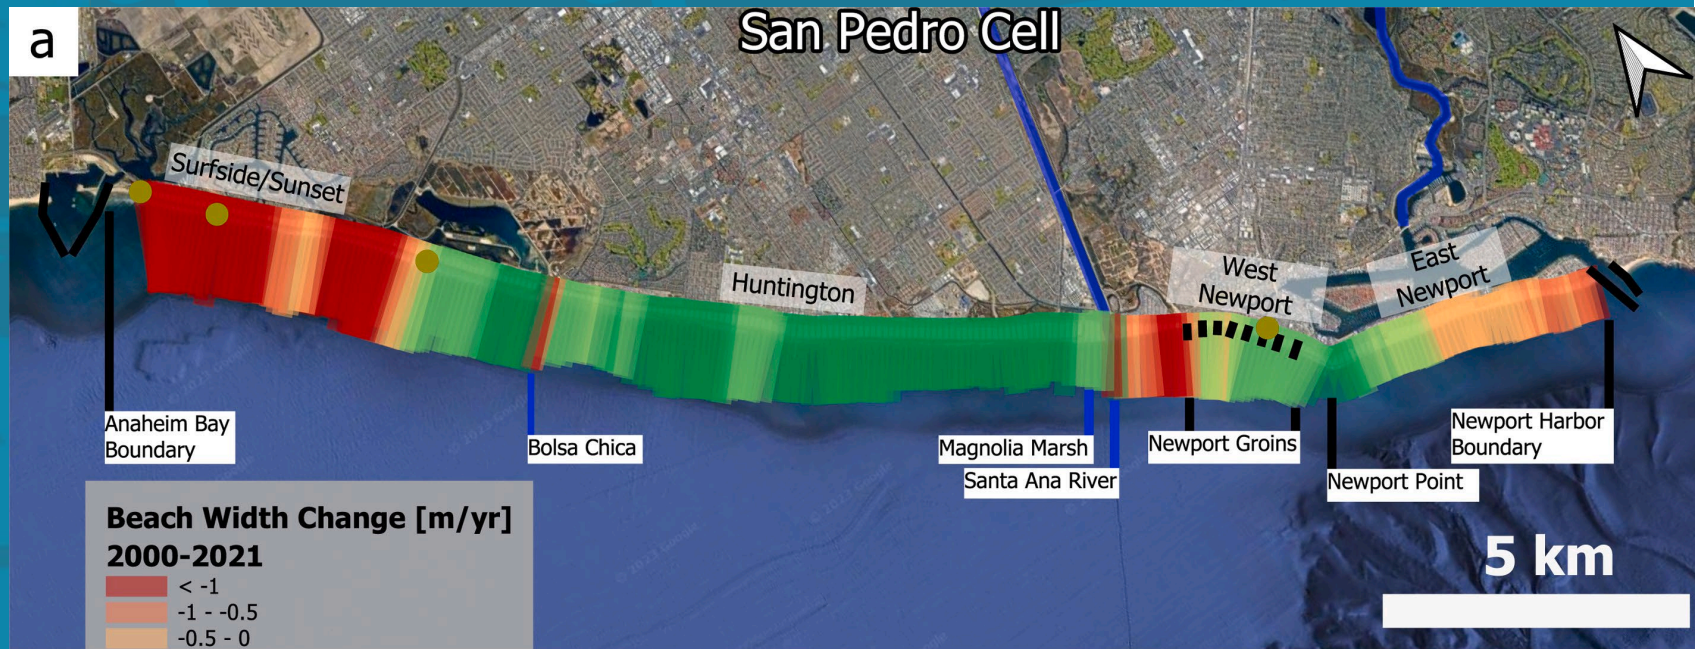 a
San Pedro Cell
Surfside/Sunset
Huntington
West
Newport
East
Newport
Anaheim Bay
Boundary
Bolsa Chica
Magnolia Marsh
Santa Ana River
Newport Groins
Newport Point
Newport Harbor
Boundary
Beach Width Change [m/yr]
2000-2021
< -1
-1 - -0.5
-0.5 - 0
5 km